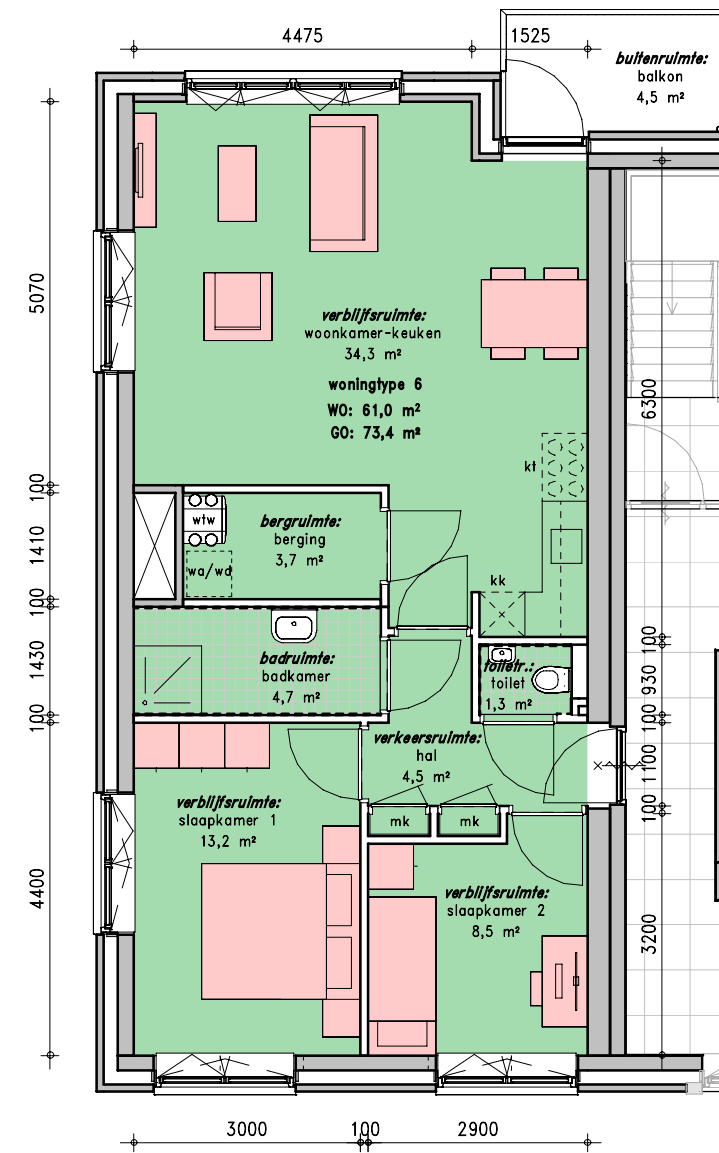 4475
1525
buitenruimte:
balkon
4,5 m²
5070
verblijfsruimte:
woonkamer-keuken
34,3 m²
woningtype 6
WO: 61,0 m²
GO: 73,4 m²
6300
kt
100
1410
100
wtw
wa/wd
bergruimte:
berging
3,7 m²
kk
1430
100
badruimte:
badkamer
4,7 m²
toiletr.:
toilet
1,3 m²
100
930
100
1100
100
verkeersruimte:
hal
4,5 m²
mk
mk
verblijfsruimte:
slaapkamer 1
13,2 m²
4400
verblijfsruimte:
slaapkamer 2
8,5 m²
3200
3000
100
2900